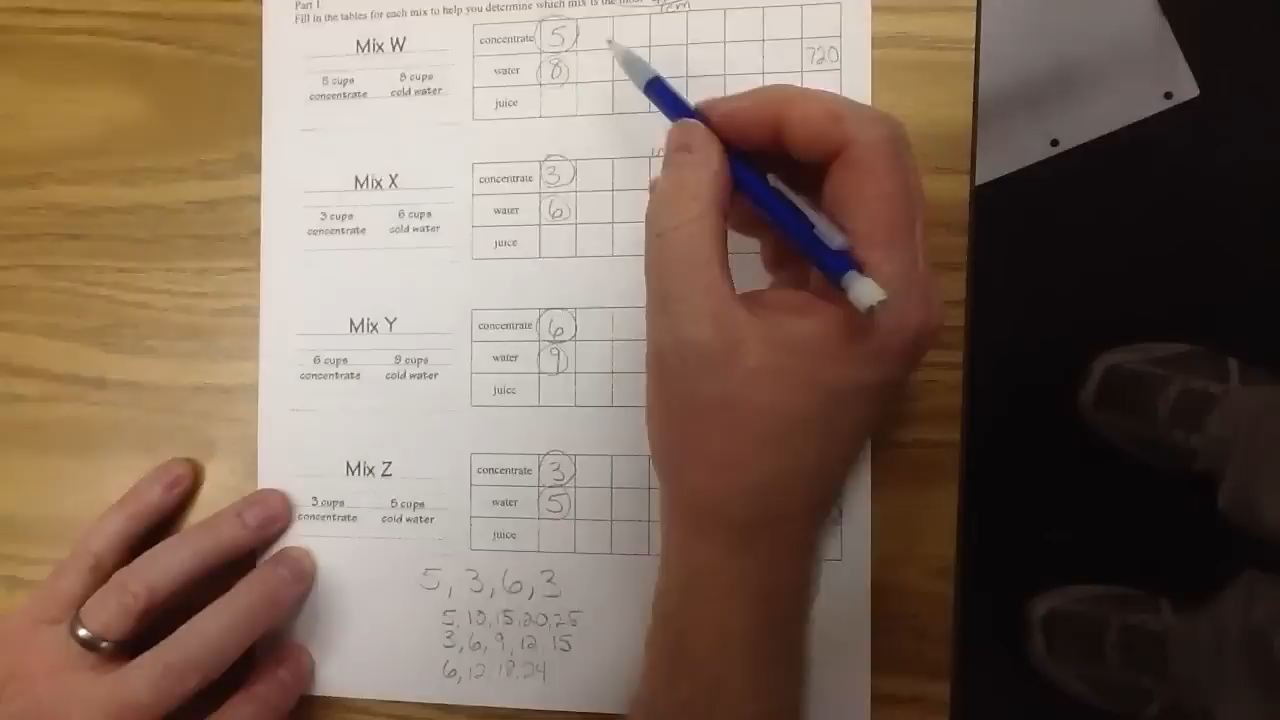 Part 1
Fill in the tables for each mix to help you determine which mix is the most
Mix W
5 cups concentrate
8 cups cold water
concentrate 5
water 8 720
juice
Mix X
3 cups concentrate
6 cups cold water
concentrate 3
water 6
juice
Mix Y
6 cups concentrate
9 cups cold water
concentrate 6
water 9
juice
Mix Z
3 cups concentrate
5 cups cold water
concentrate 3
water 5
juice
5, 3, 6, 3
5, 10, 15, 20, 25
3, 6, 9, 12, 15
6, 12, 18, 24